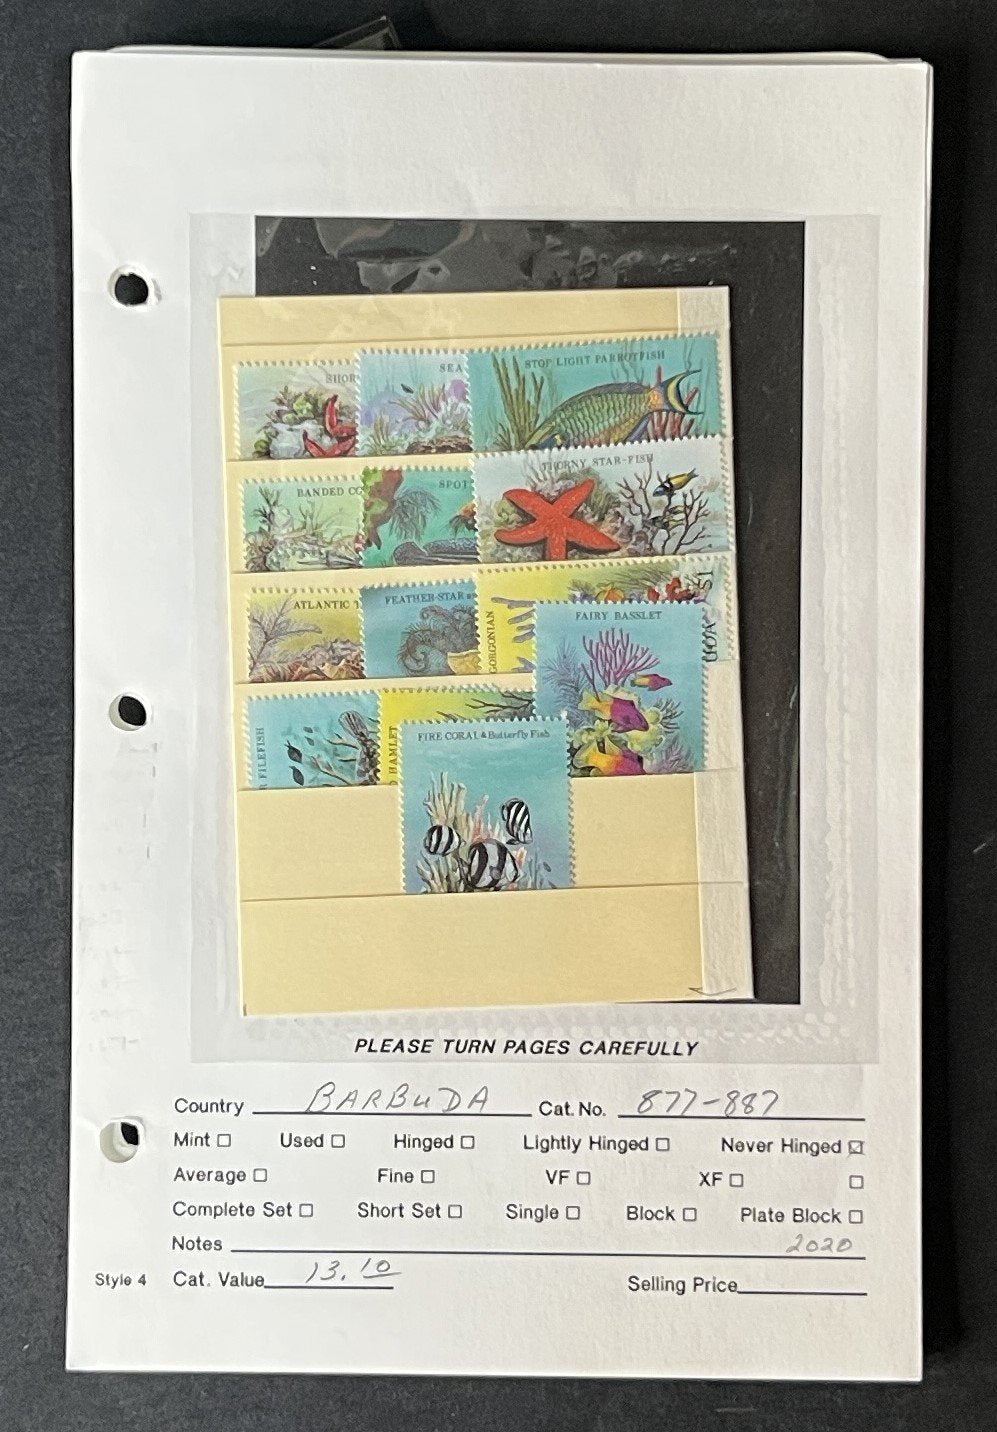 SHOR
SEA
STOP LIGHT PARROTFISH
BANDED CO
SPOT
THORNY STAR-FISH
ATLANTIC T
FEATHER-STAR
GORGONIAN
FAIRY BASSLET
R FILEFISH
HAMLET
FIRE CORAL & Butterfly Fish
PLEASE TURN PAGES CAREFULLY
Country BARBUDA Cat. No. 877-887
Mint Used Hinged Lightly Hinged Never Hinged
Average Fine VF XF
Complete Set Short Set Single Block Plate Block
Notes 2020
Style 4 Cat. Value 13.10 Selling Price